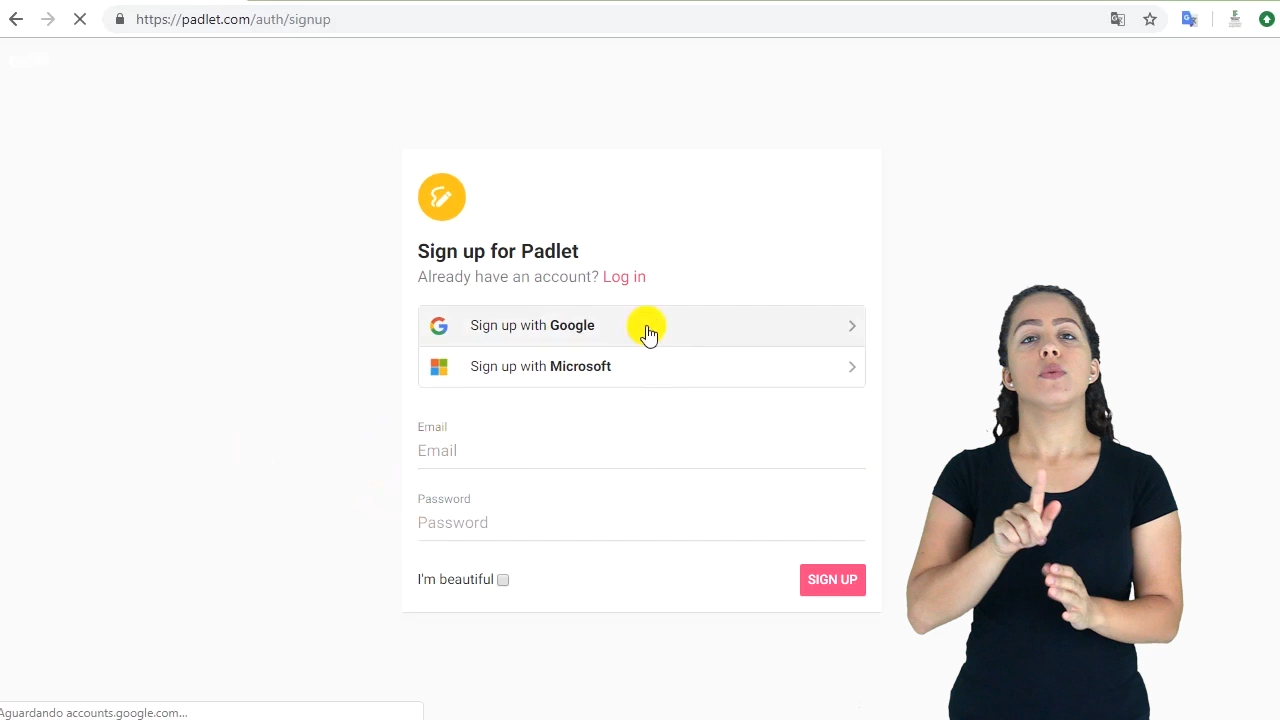 https://padlet.com/auth/signup
Sign up for Padlet
Already have an account? Log in
Sign up with Google
Sign up with Microsoft
Email
Email
Password
Password
I'm beautiful
SIGN UP
Aguardando accounts.google.com...